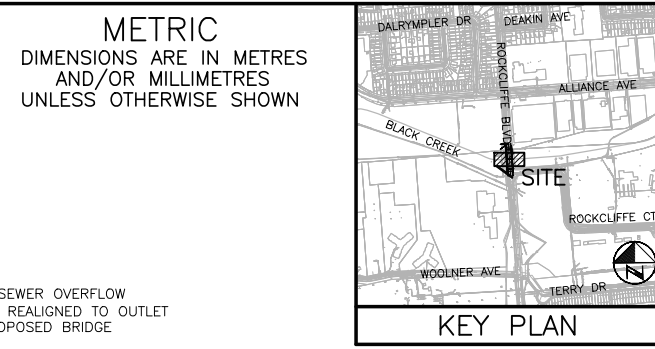 METRIC
DIMENSIONS ARE IN METRES
AND/OR MILLIMETRES
UNLESS OTHERWISE SHOWN
SEWER OVERFLOW
REALIGNED TO OUTLET
OPOSED BRIDGE
DALRYMPLER DR
DEAKIN AVE
ROCKCLIFFE BLVD
ALLIANCE AVE
BLACK CREEK
SITE
ROCKCLIFFE CT
WOOLNER AVE
N
TERRY DR
KEY PLAN